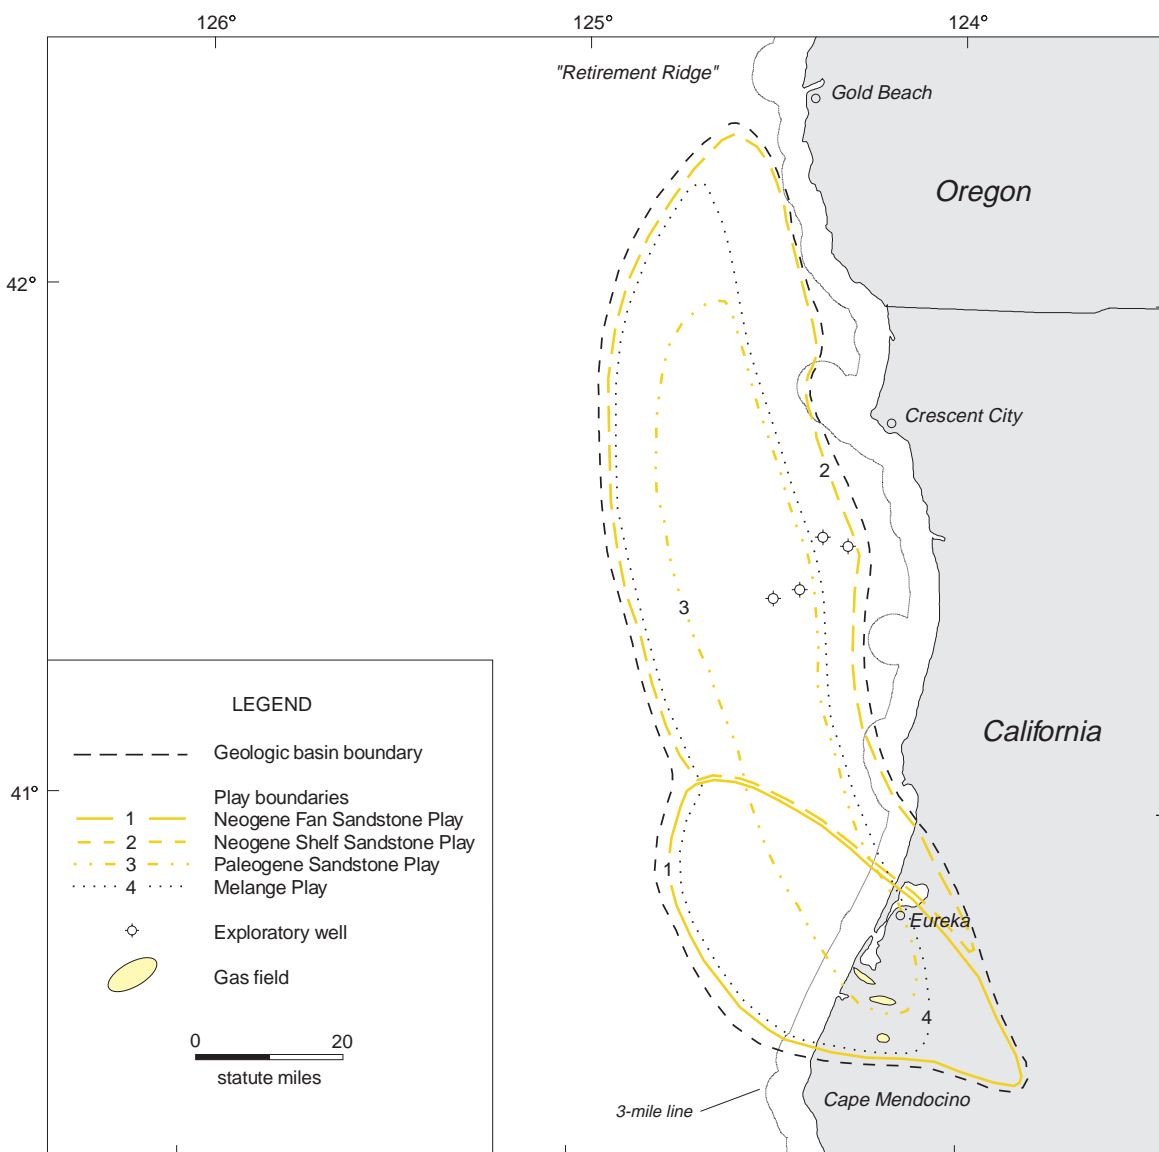 126° 125° 124°
"Retirement Ridge"
Gold Beach
Oregon
42°
Crescent City
2
3
LEGEND
California
Geologic basin boundary
41°
Play boundaries
1 Neogene Fan Sandstone Play
2 Neogene Shelf Sandstone Play
3 Paleogene Sandstone Play
4 Melange Play
1
Exploratory well
Eureka
Gas field
4
0 20
statute miles
Cape Mendocino
3-mile line